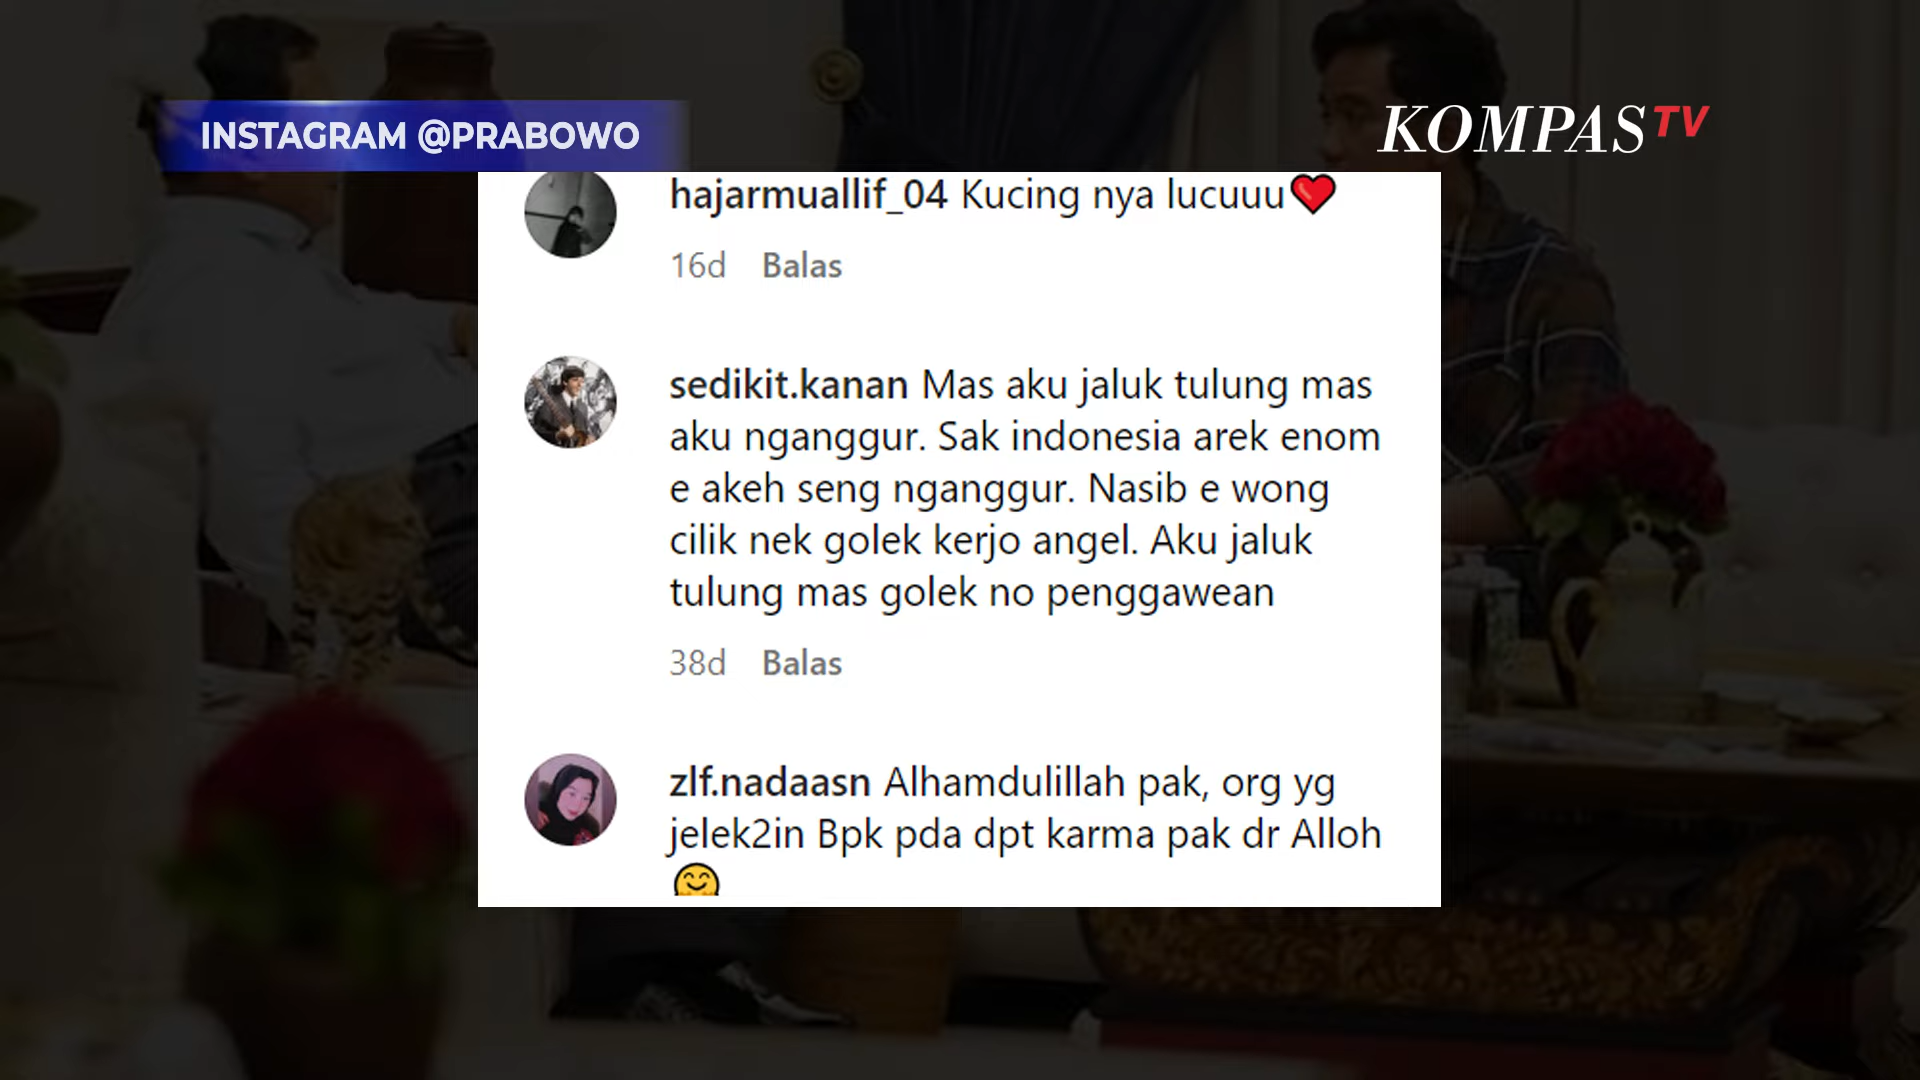 INSTAGRAM @PRABOWO
KOMPAS TV
hajarmuallif_04 Kucing nya lucuuu❤️
16d Balas
sedikit.kanan Mas aku jaluk tulung mas
aku nganggur. Sak indonesia arek enom
e akeh seng nganggur. Nasib e wong
cilik nek golek kerjo angel. Aku jaluk
tulung mas golek no penggawean
38d Balas
zlf.nadaasn Alhamdulillah pak, org yg
jelek2in Bpk pda dpt karma pak dr Alloh
🤗